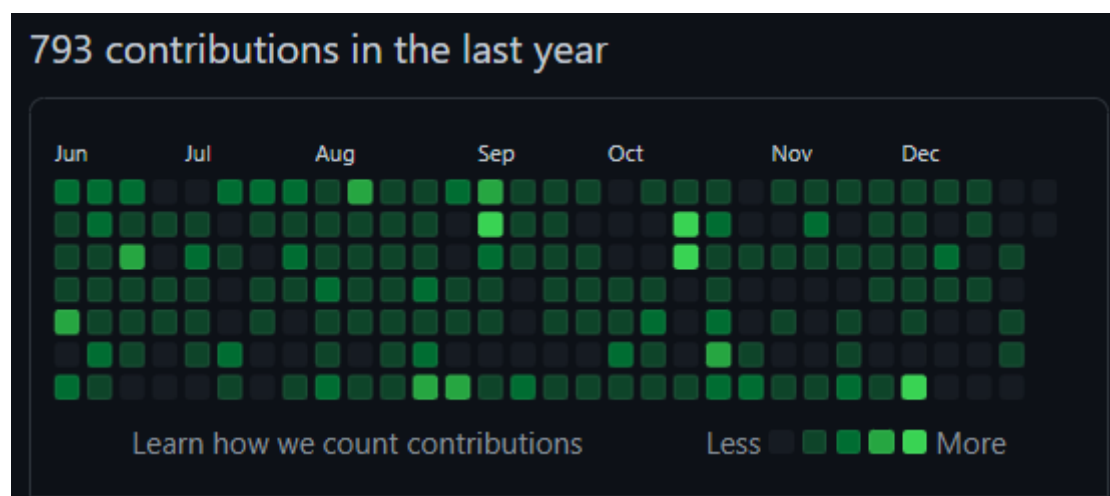 793 contributions in the last year
Jun Jul Aug Sep Oct Nov Dec
Learn how we count contributions Less More